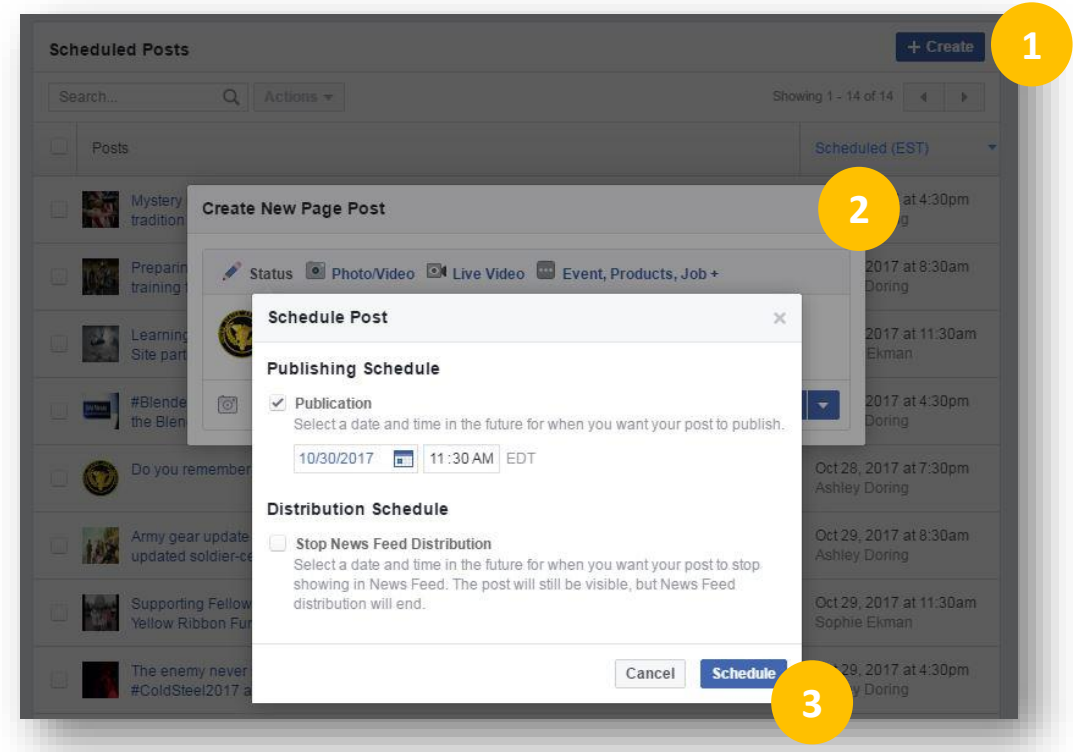 Scheduled Posts
+ Create
1
Search...
Actions
Showing 1 - 14 of 14
Posts
Scheduled (EST)
Mystery
tradition
at 4:30pm
Create New Page Post
2
Preparin
training
2017 at 8:30am
Doring
Status Photo/Video Live Video Event, Products, Job +
Learning
Site part
2017 at 11:30am
Ekman
Schedule Post
Publishing Schedule
#Blende
the Blen
2017 at 4:30pm
Doring
Publication
Select a date and time in the future for when you want your post to publish.
10/30/2017 11:30 AM EDT
Do you remember
Oct 28, 2017 at 7:30pm
Ashley Doring
Distribution Schedule
Army gear update
updated soldier-ce
Oct 29, 2017 at 8:30am
Ashley Doring
Stop News Feed Distribution
Select a date and time in the future for when you want your post to stop
showing in News Feed. The post will still be visible, but News Feed
distribution will end.
Supporting Fellow
Yellow Ribbon Fun
Oct 29, 2017 at 11:30am
Sophie Ekman
The enemy never
#ColdSteel2017 a
29, 2017 at 4:30pm
Doring
Cancel
Schedule
3